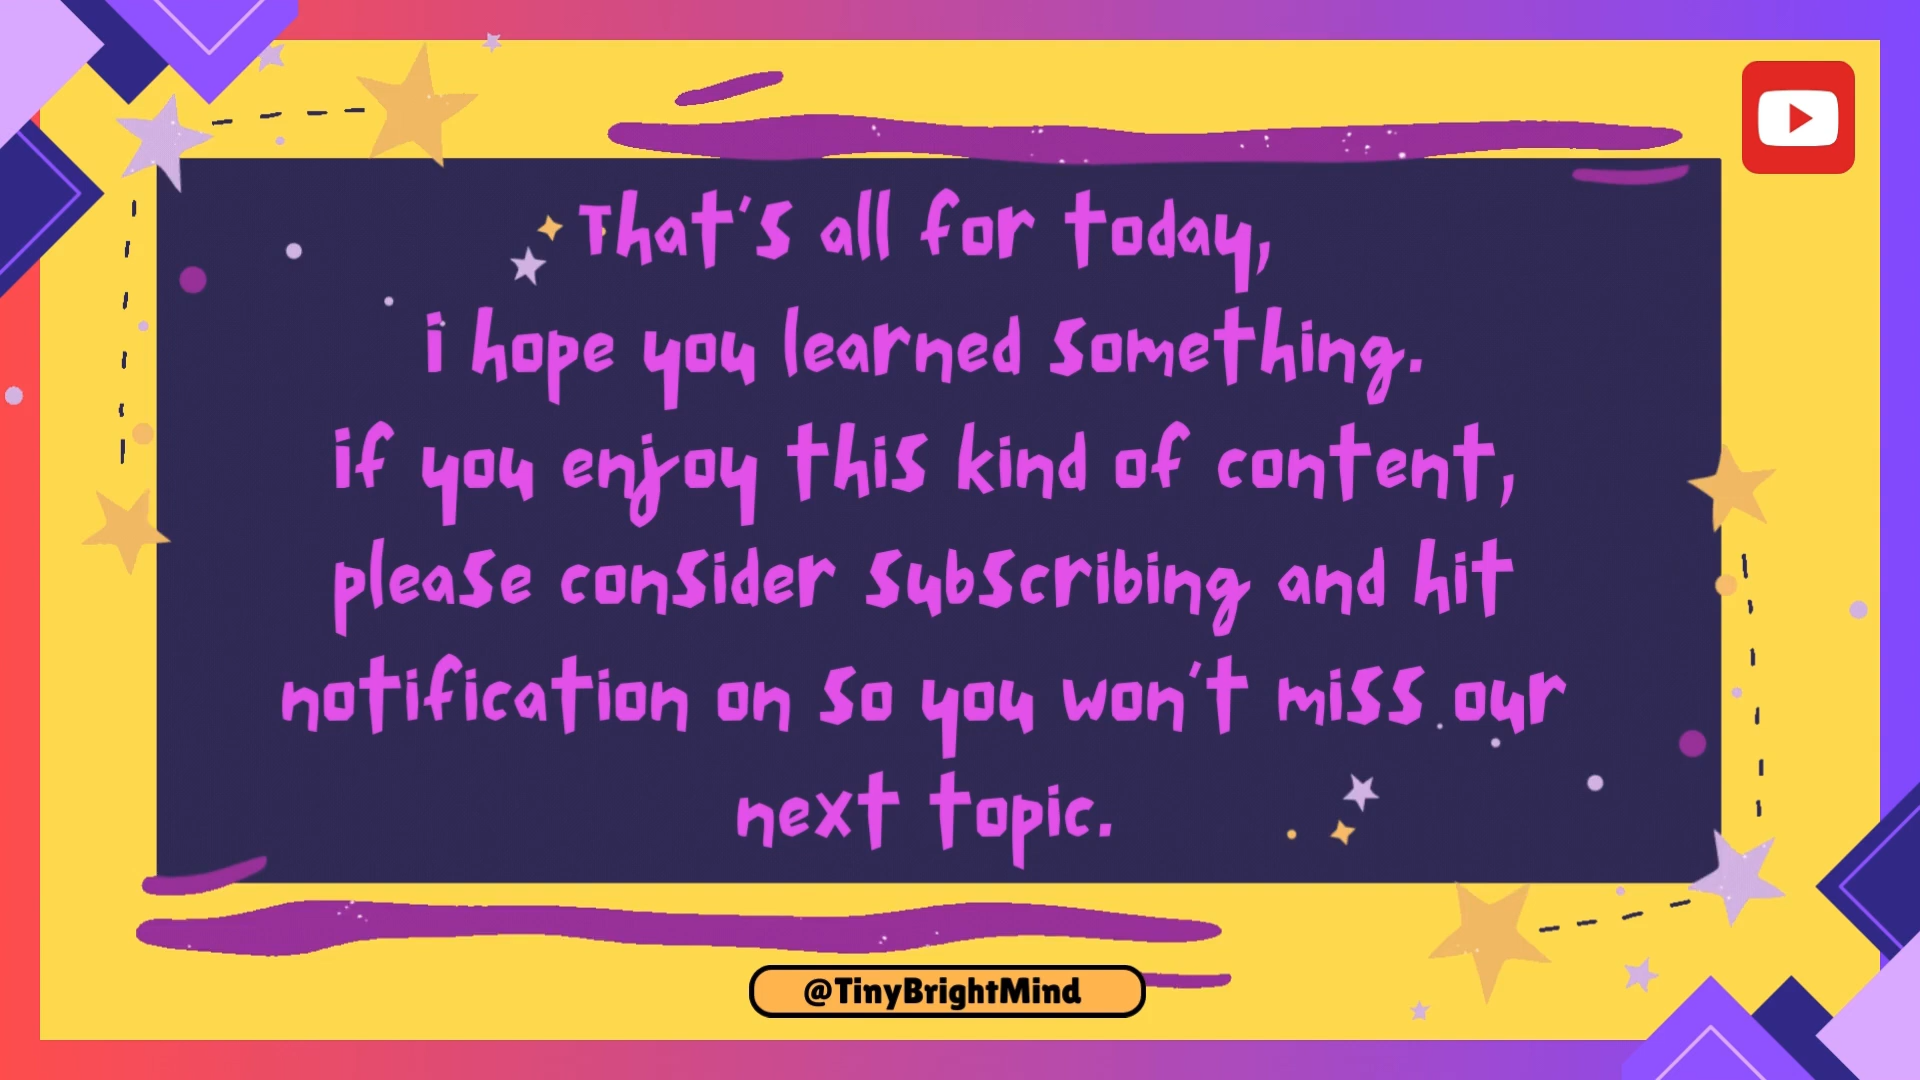 That's all for today,
i hope you learned something.
if you enjoy this kind of content,
please consider subscribing and hit
notification on so you won't miss our
next topic.
@TinyBrightMind